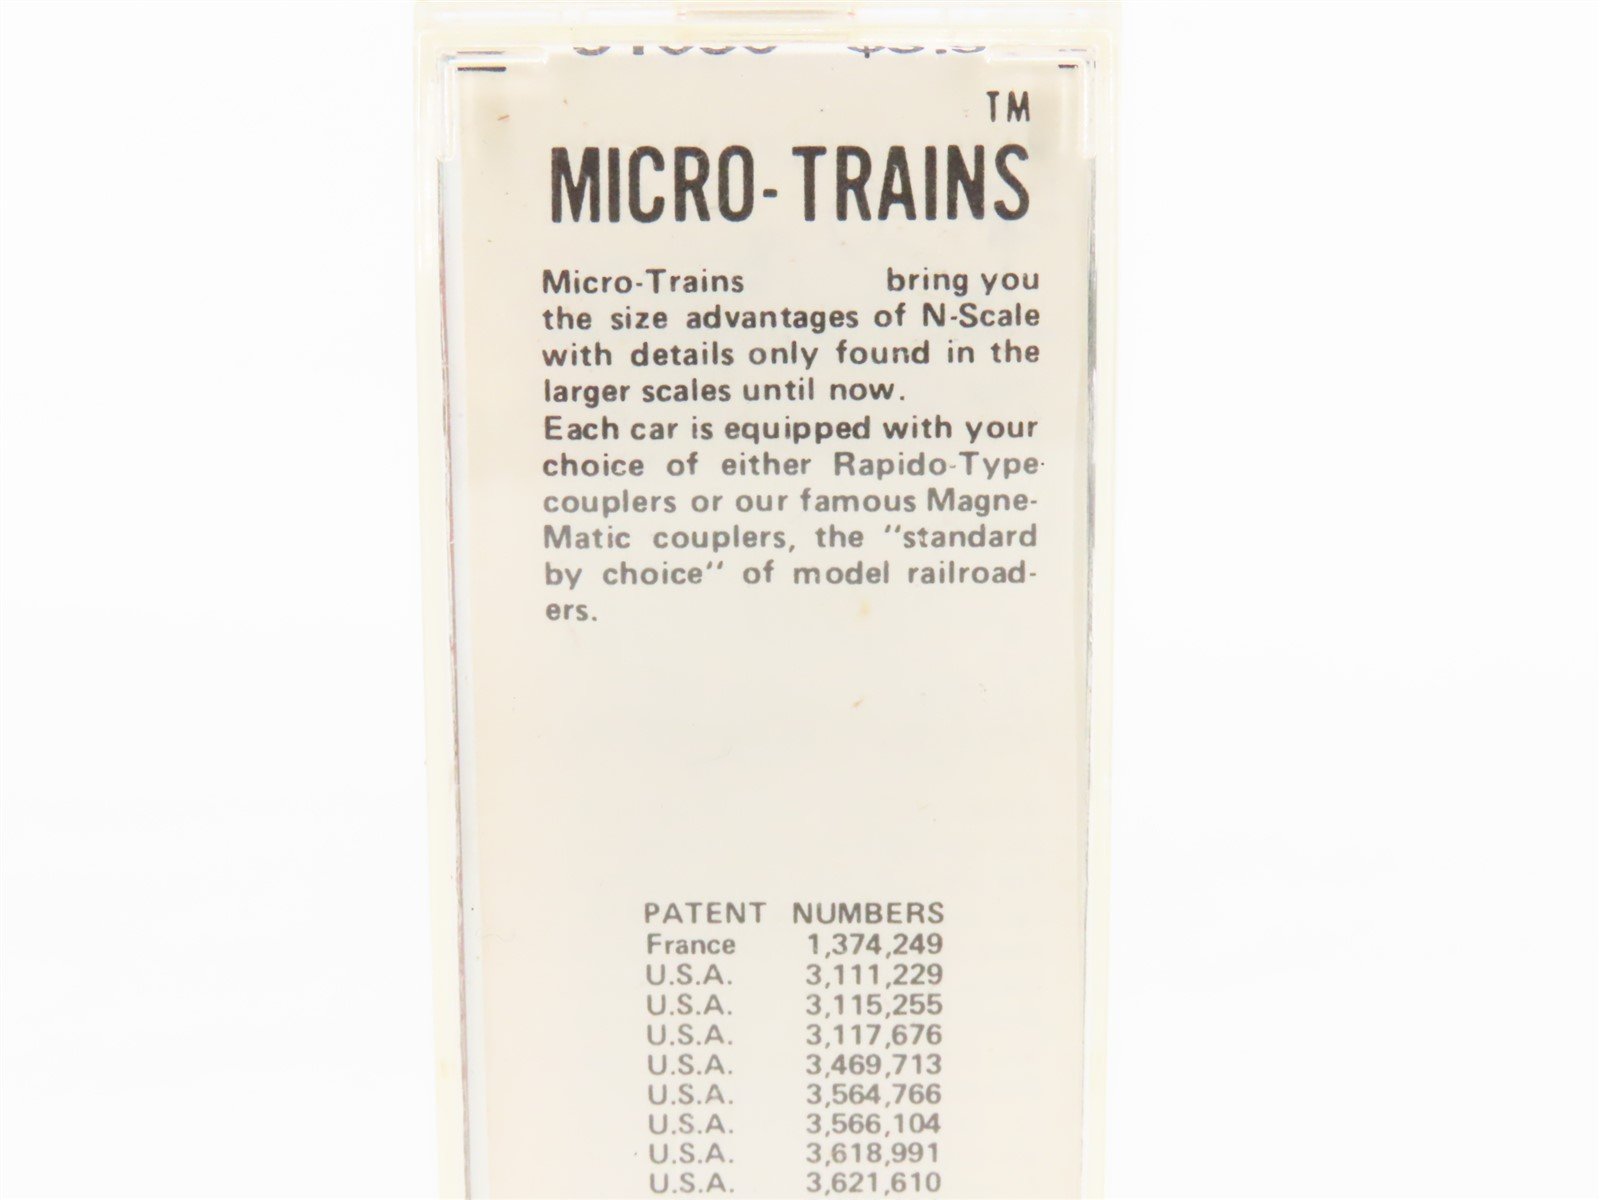 TM
MICRO-TRAINS
Micro-Trains bring you
the size advantages of N-Scale
with details only found in the
larger scales until now.
Each car is equipped with your
choice of either Rapido-Type
couplers or our famous Magne-
Matic couplers, the "standard
by choice" of model railroad-
ers.
PATENT NUMBERS
France 1,374,249
U.S.A. 3,111,229
U.S.A. 3,115,255
U.S.A. 3,117,676
U.S.A. 3,469,713
U.S.A. 3,564,766
U.S.A. 3,566,104
U.S.A. 3,618,991
U.S.A. 3,621,610